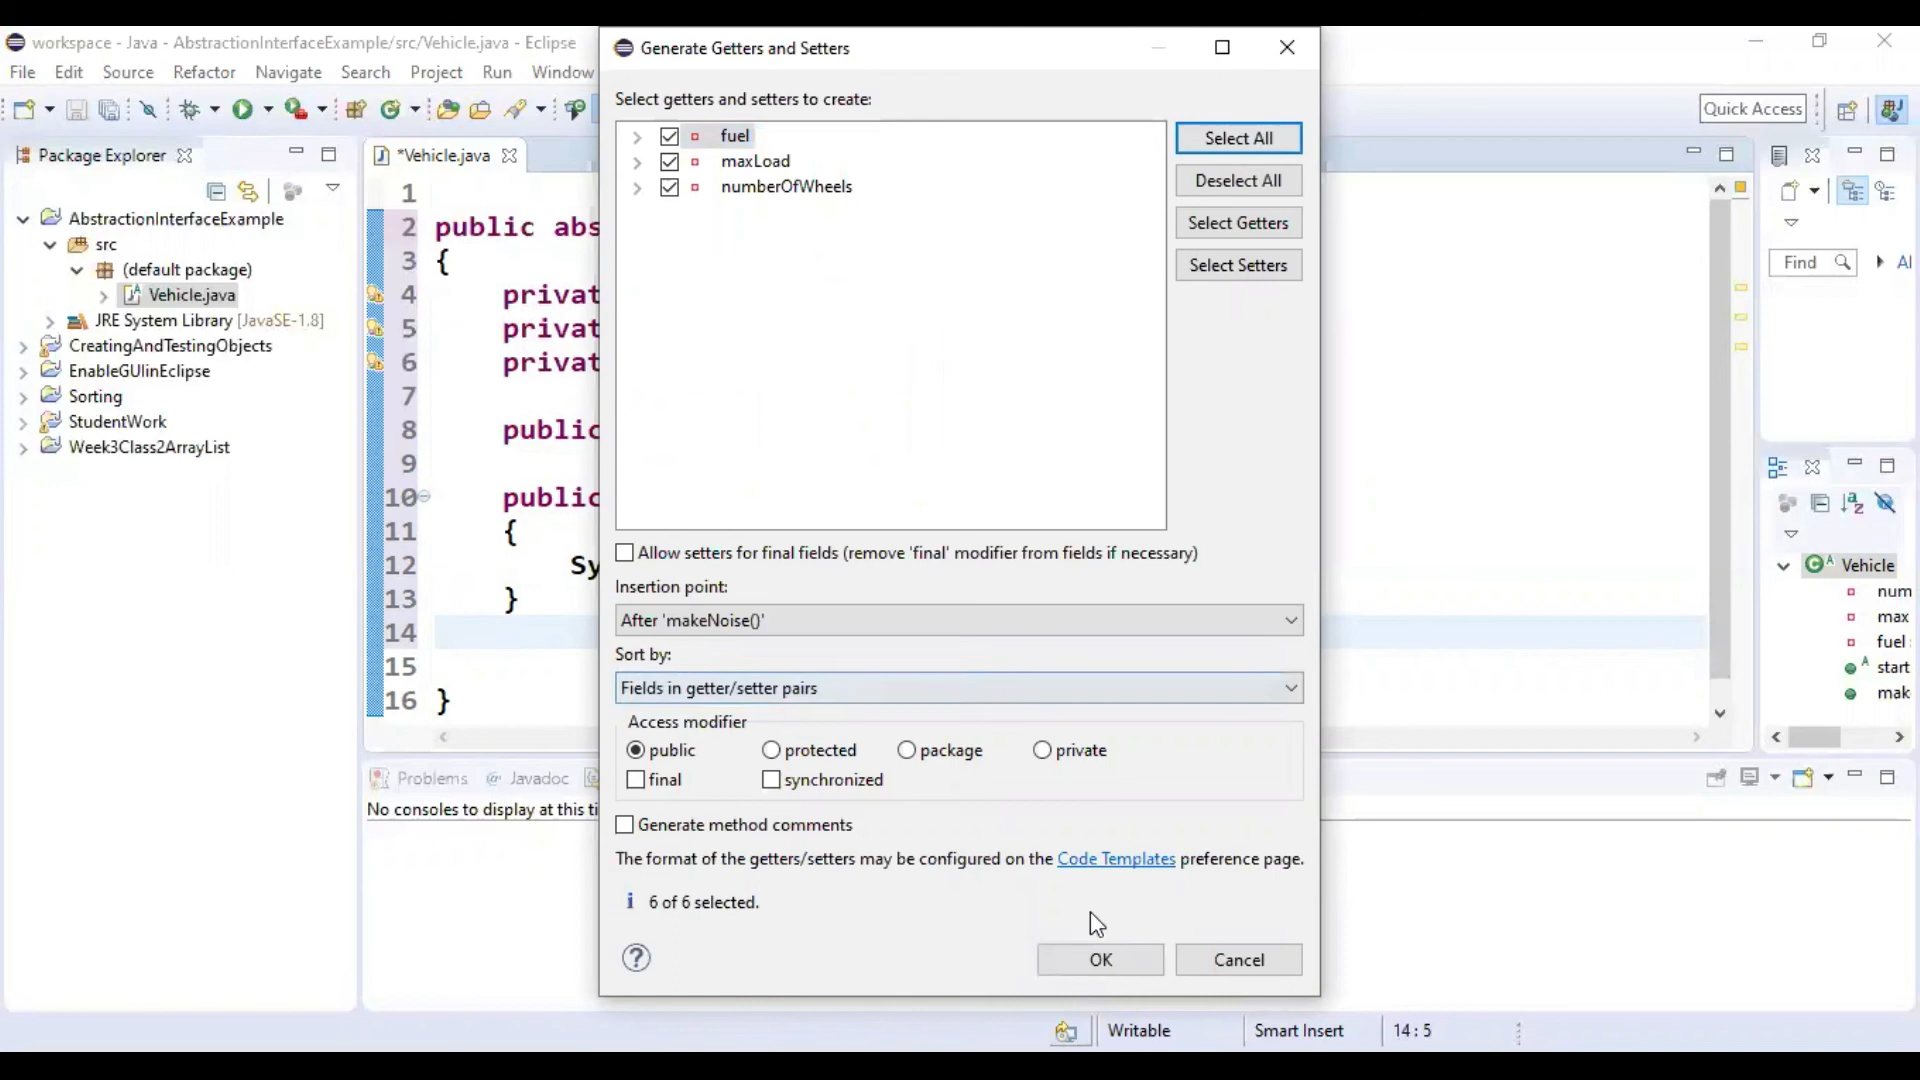 workspace - Java - AbstractionInterfaceExample/src/Vehicle.java - Eclipse
File Edit Source Refactor Navigate Search Project Run Window
Quick Access
Package Explorer
AbstractionInterfaceExample
src
(default package)
Vehicle.java
JRE System Library [JavaSE-1.8]
CreatingAndTestingObjects
EnableGUIinEclipse
Sorting
StudentWork
Week3Class2ArrayList
*Vehicle.java
1
2 public abs
3 {
4 privat
5 privat
6 privat
7
8 public
9
10 public
11 {
12 Sy
13 }
14
15
16 }
Problems @ Javadoc
No consoles to display at this ti
Generate Getters and Setters
Select getters and setters to create:
fuel
maxLoad
numberOfWheels
Select All
Deselect All
Select Getters
Select Setters
Allow setters for final fields (remove 'final' modifier from fields if necessary)
Insertion point:
After 'makeNoise()'
Sort by:
Fields in getter/setter pairs
Access modifier
public protected package private
final synchronized
Generate method comments
The format of the getters/setters may be configured on the Code Templates preference page.
i 6 of 6 selected.
?
OK Cancel
Find Al
Vehicle
num
max
fuel
start
mak
Writable Smart Insert 14 : 5